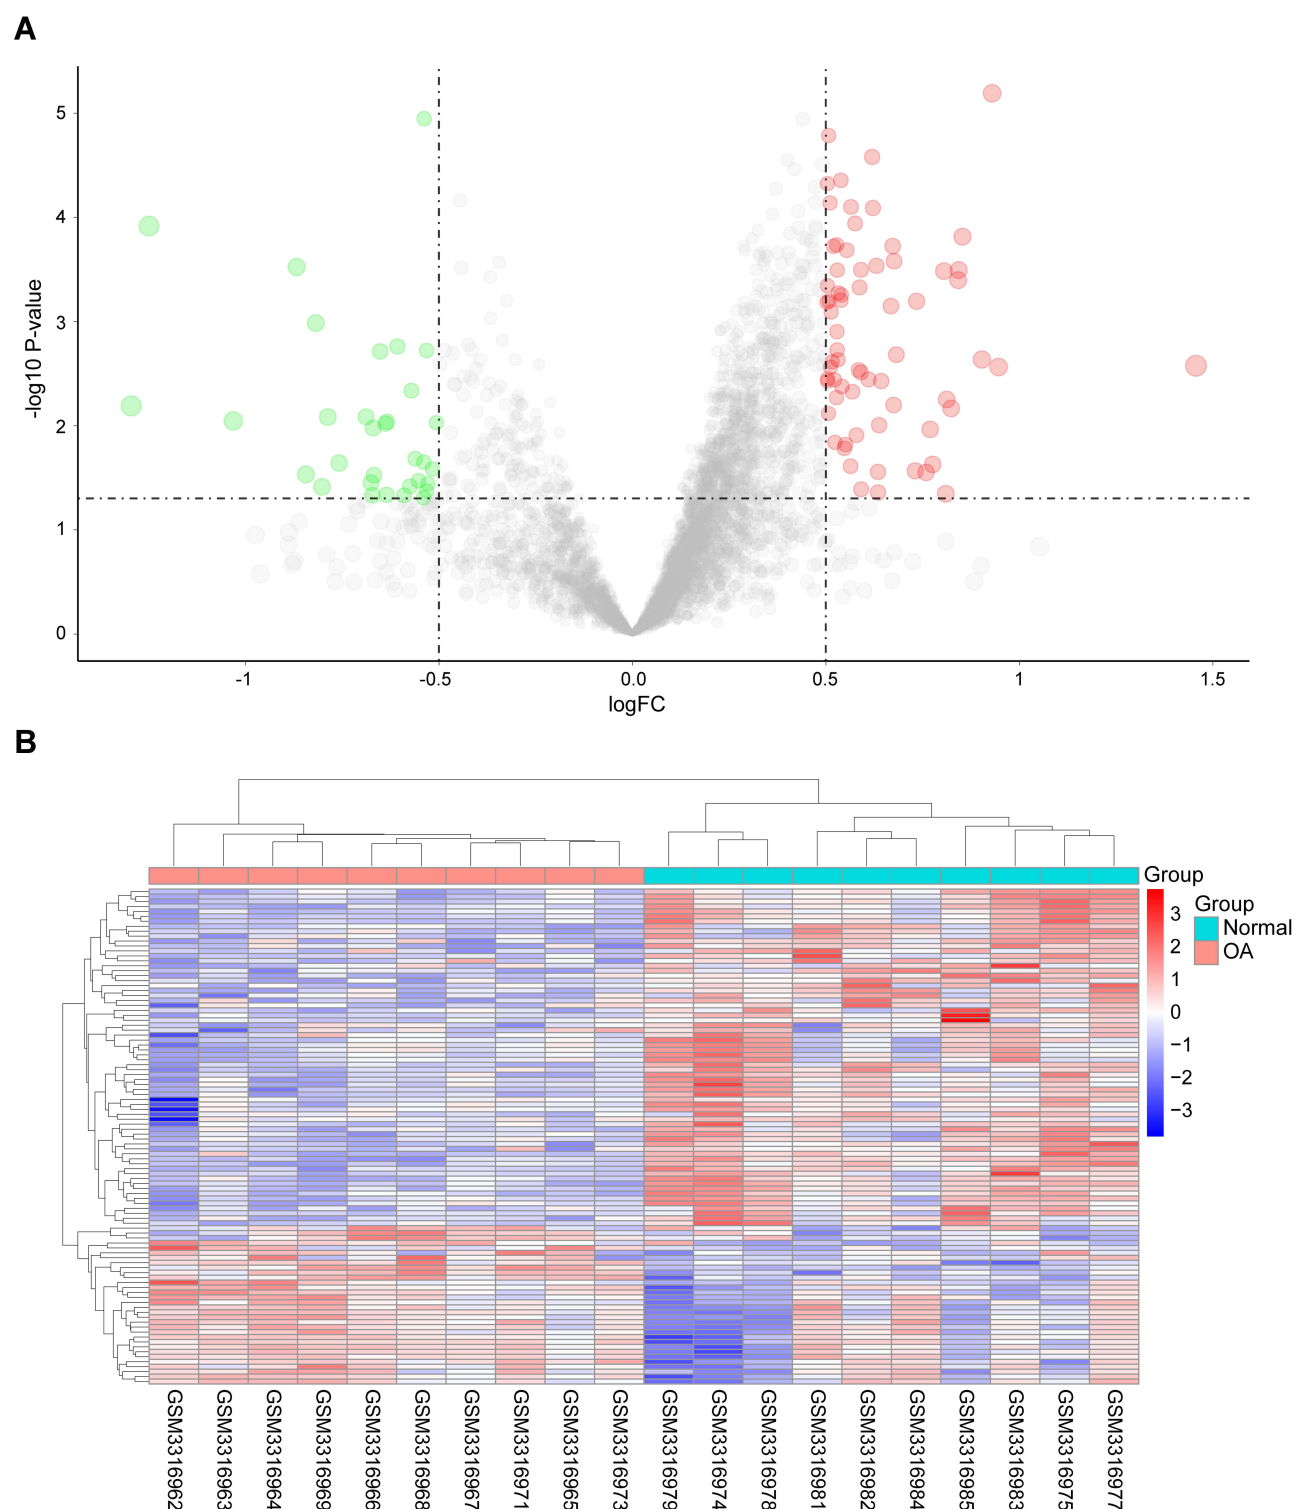 A
-log10 P-value
5
4
3
2
1
0
-1
-0.5
0.0
0.5
1
1.5
logFC
B
Group
3
2
1
0
−1
−2
−3
Group
Normal
OA
GSM3316962
GSM3316963
GSM3316964
GSM3316969
GSM3316966
GSM3316968
GSM3316967
GSM3316971
GSM3316965
GSM3316973
GSM3316979
GSM3316974
GSM3316978
GSM3316981
GSM3316982
GSM3316984
GSM3316985
GSM3316983
GSM3316975
GSM3316977